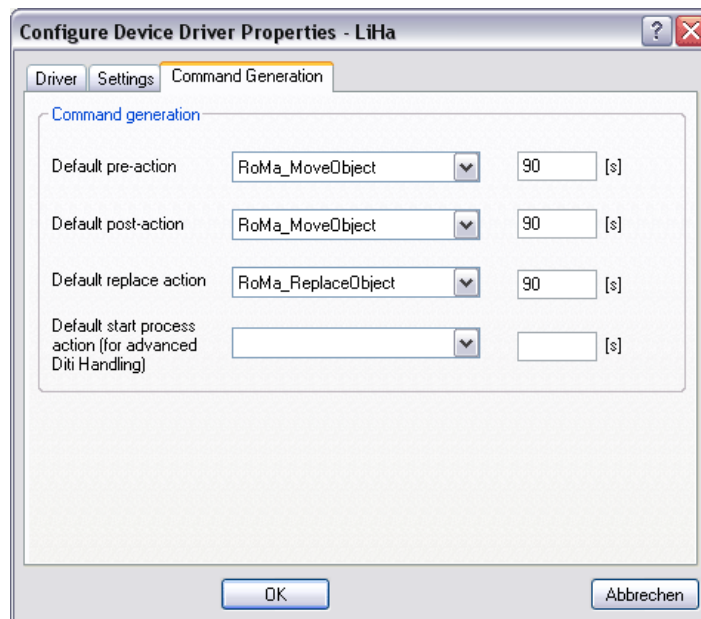 Configure Device Driver Properties - LiHa
?
Driver Settings Command Generation
Command generation
Default pre-action RoMa_MoveObject 90 [s]
Default post-action RoMa_MoveObject 90 [s]
Default replace action RoMa_ReplaceObject 90 [s]
Default start process
action (for advanced
Diti Handling)
[s]
OK Abbrechen